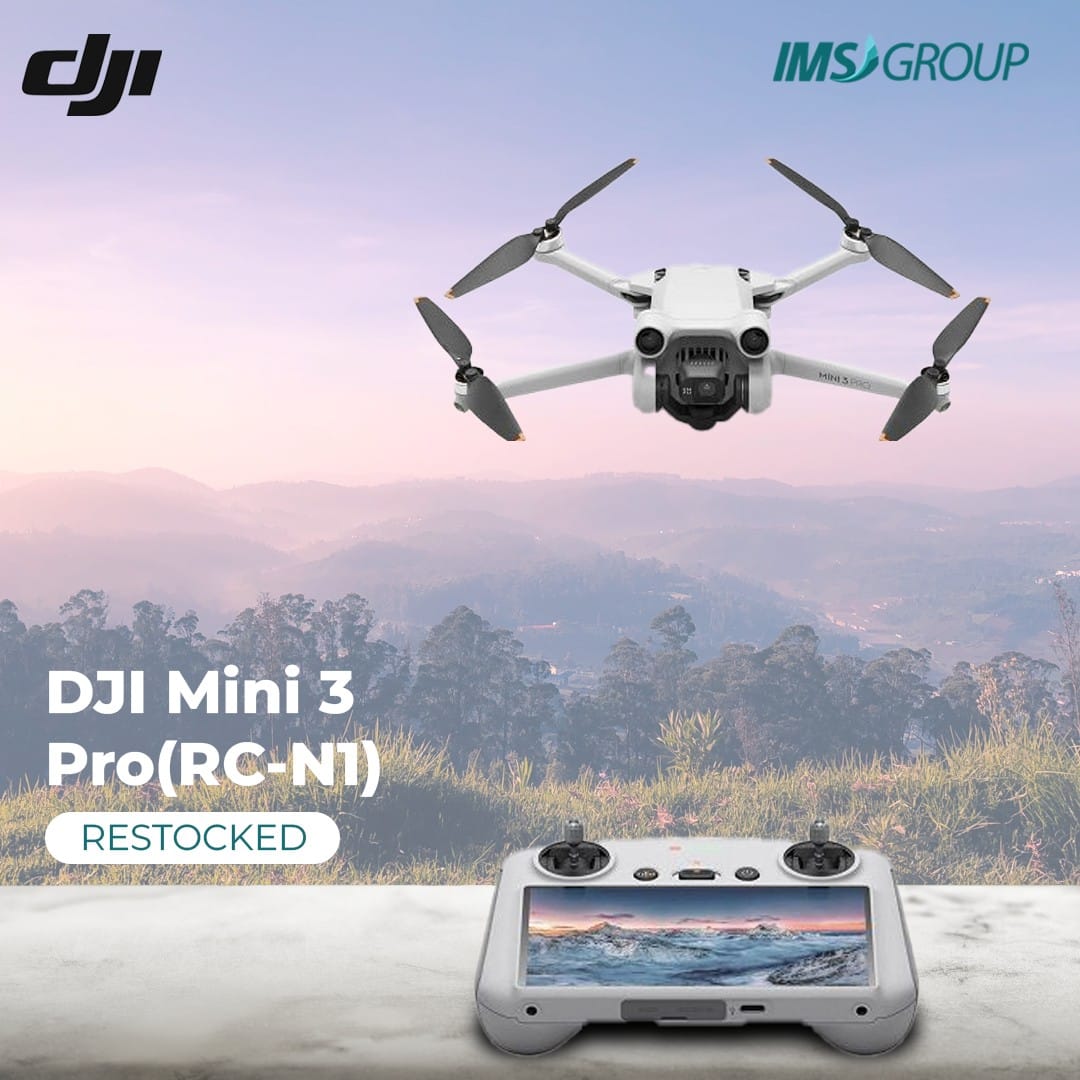 dji
IMS GROUP
MINI 3 PRO
DJI Mini 3
Pro(RC-N1)
RESTOCKED